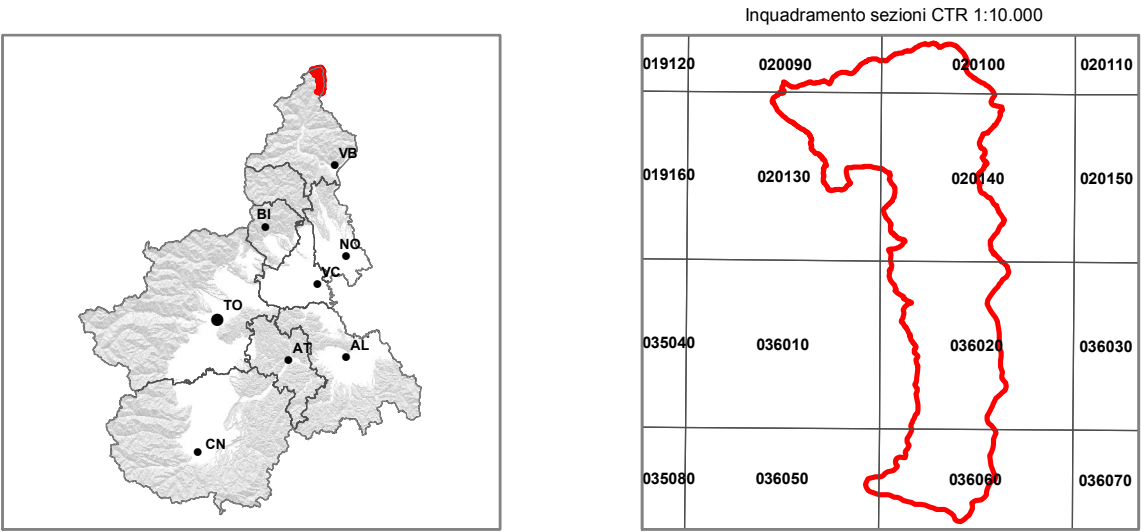 Inquadramento sezioni CTR 1:10.000
VB
BI
NO
VC
TO
AT
AL
CN
019120 020090 020100 020110
019160 020130 020140 020150
035040 036010 036020 036030
035080 036050 036060 036070